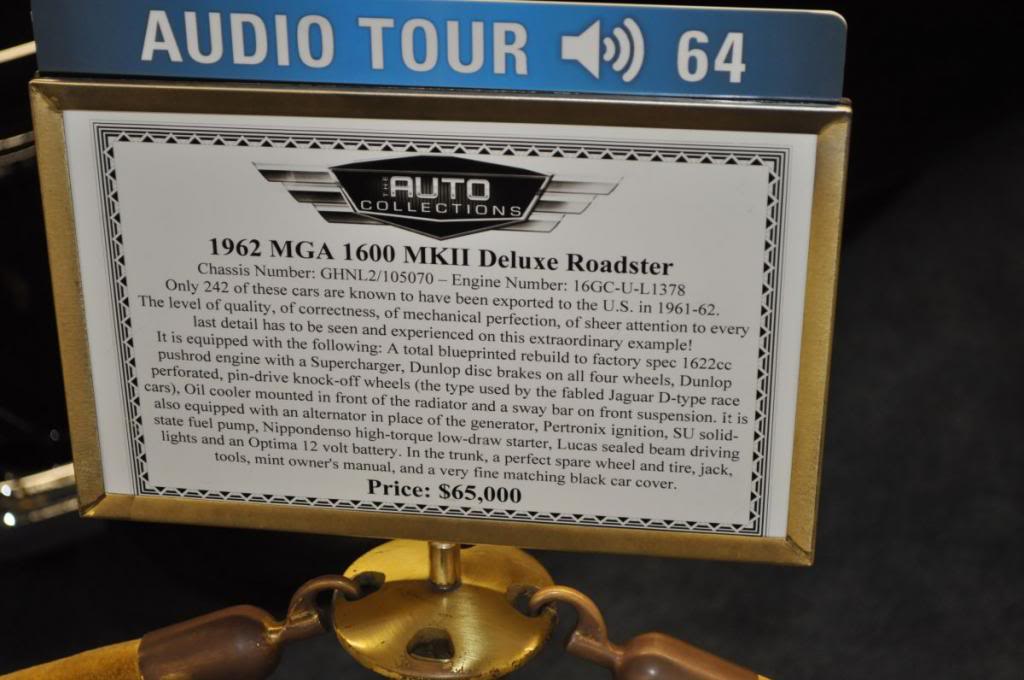 AUDIO TOUR 64
THE AUTO
COLLECTIONS
1962 MGA 1600 MKII Deluxe Roadster
Chassis Number: GHNL2/105070 – Engine Number: 16GC-U-L1378
Only 242 of these cars are known to have been exported to the U.S. in 1961-62.
The level of quality, of correctness, of mechanical perfection, of sheer attention to every
last detail has to be seen and experienced on this extraordinary example!
It is equipped with the following: A total blueprinted rebuild to factory spec 1622cc
pushrod engine with a Supercharger, Dunlop disc brakes on all four wheels, Dunlop
perforated, pin-drive knock-off wheels (the type used by the fabled Jaguar D-type race
cars), Oil cooler mounted in front of the radiator and a sway bar on front suspension. It is
also equipped with an alternator in place of the generator, Pertronix ignition, SU solid-
state fuel pump, Nippondenso high-torque low-draw starter, Lucas sealed beam driving
lights and an Optima 12 volt battery. In the trunk, a perfect spare wheel and tire, jack,
tools, mint owner's manual, and a very fine matching black car cover.
Price: $65,000